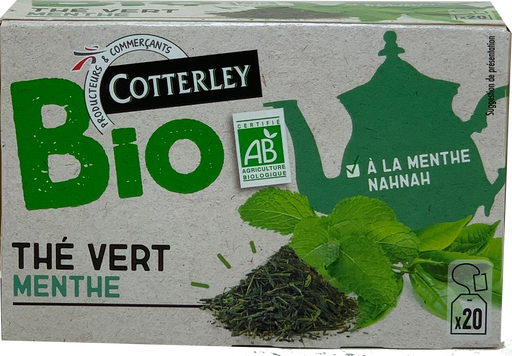 PRODUCTEURS & COMMERÇANTS
COTTERLEY
Bio
CERTIFIÉ
AB
AGRICULTURE
BIOLOGIQUE
À LA MENTHE
NAHNAH
THÉ VERT
MENTHE
x20
Suggestion de présentation